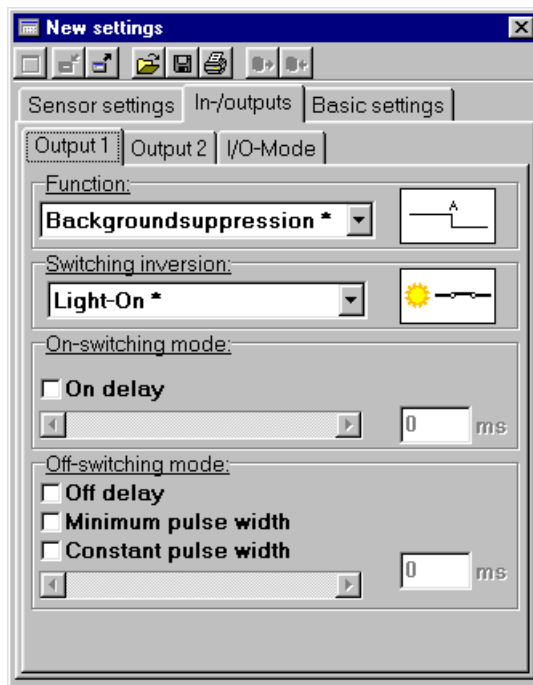 New settings
Sensor settings In-/outputs Basic settings
Output 1 Output 2 I/O-Mode
Function:
Backgroundsuppression *
A
Switching inversion:
Light-On *
On-switching mode:
On delay
0 ms
Off-switching mode:
Off delay
Minimum pulse width
Constant pulse width
0 ms